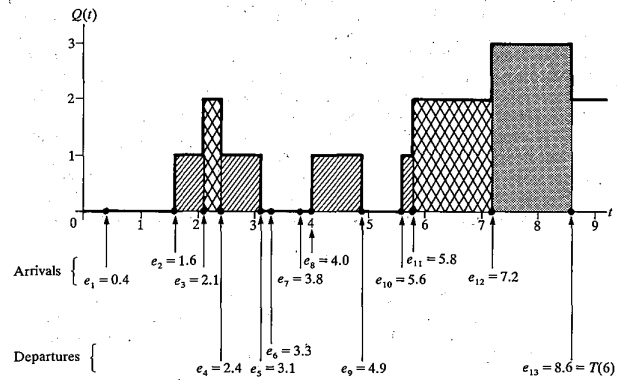 Q(t)
3
2
1
0 1 2 3 4 5 6 7 8 9 t
Arrivals {
e₁ = 0.4
e₂ = 1.6
e₃ = 2.1
e₇ = 3.8
e₈ = 4.0
e₁₀ = 5.6
e₁₁ = 5.8
e₁₂ = 7.2
Departures {
e₄ = 2.4
e₅ = 3.1
e₆ = 3.3
e₉ = 4.9
e₁₃ = 8.6 = T(6)